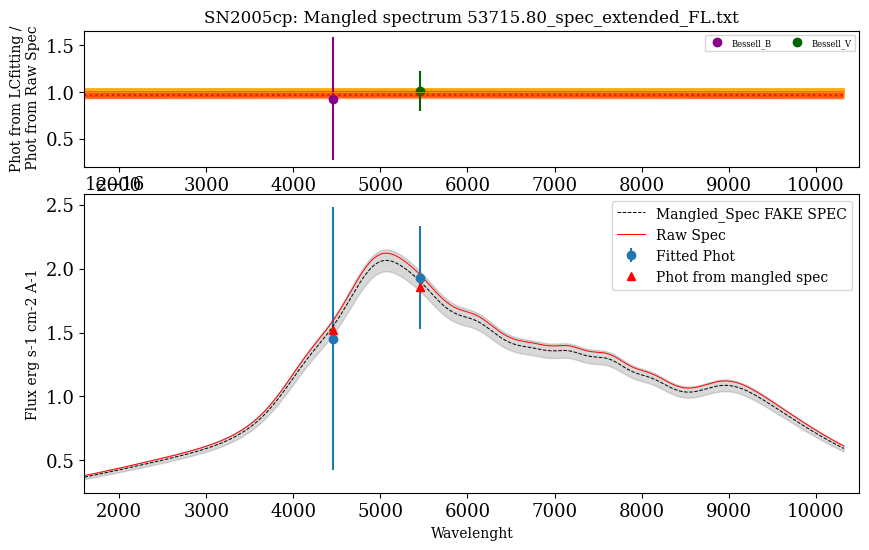 SN2005cp: Mangled spectrum 53715.80_spec_extended_FL.txt
Phot from LCfitting /
Phot from Raw Spec
1.5
1.0
0.5
Bessell_B
Bessell_V
2000 3000 4000 5000 6000 7000 8000 9000 10000
1e−16
Flux erg s-1 cm-2 A-1
2.5
2.0
1.5
1.0
0.5
Mangled_Spec FAKE SPEC
Raw Spec
Fitted Phot
Phot from mangled spec
2000 3000 4000 5000 6000 7000 8000 9000 10000
Wavelenght